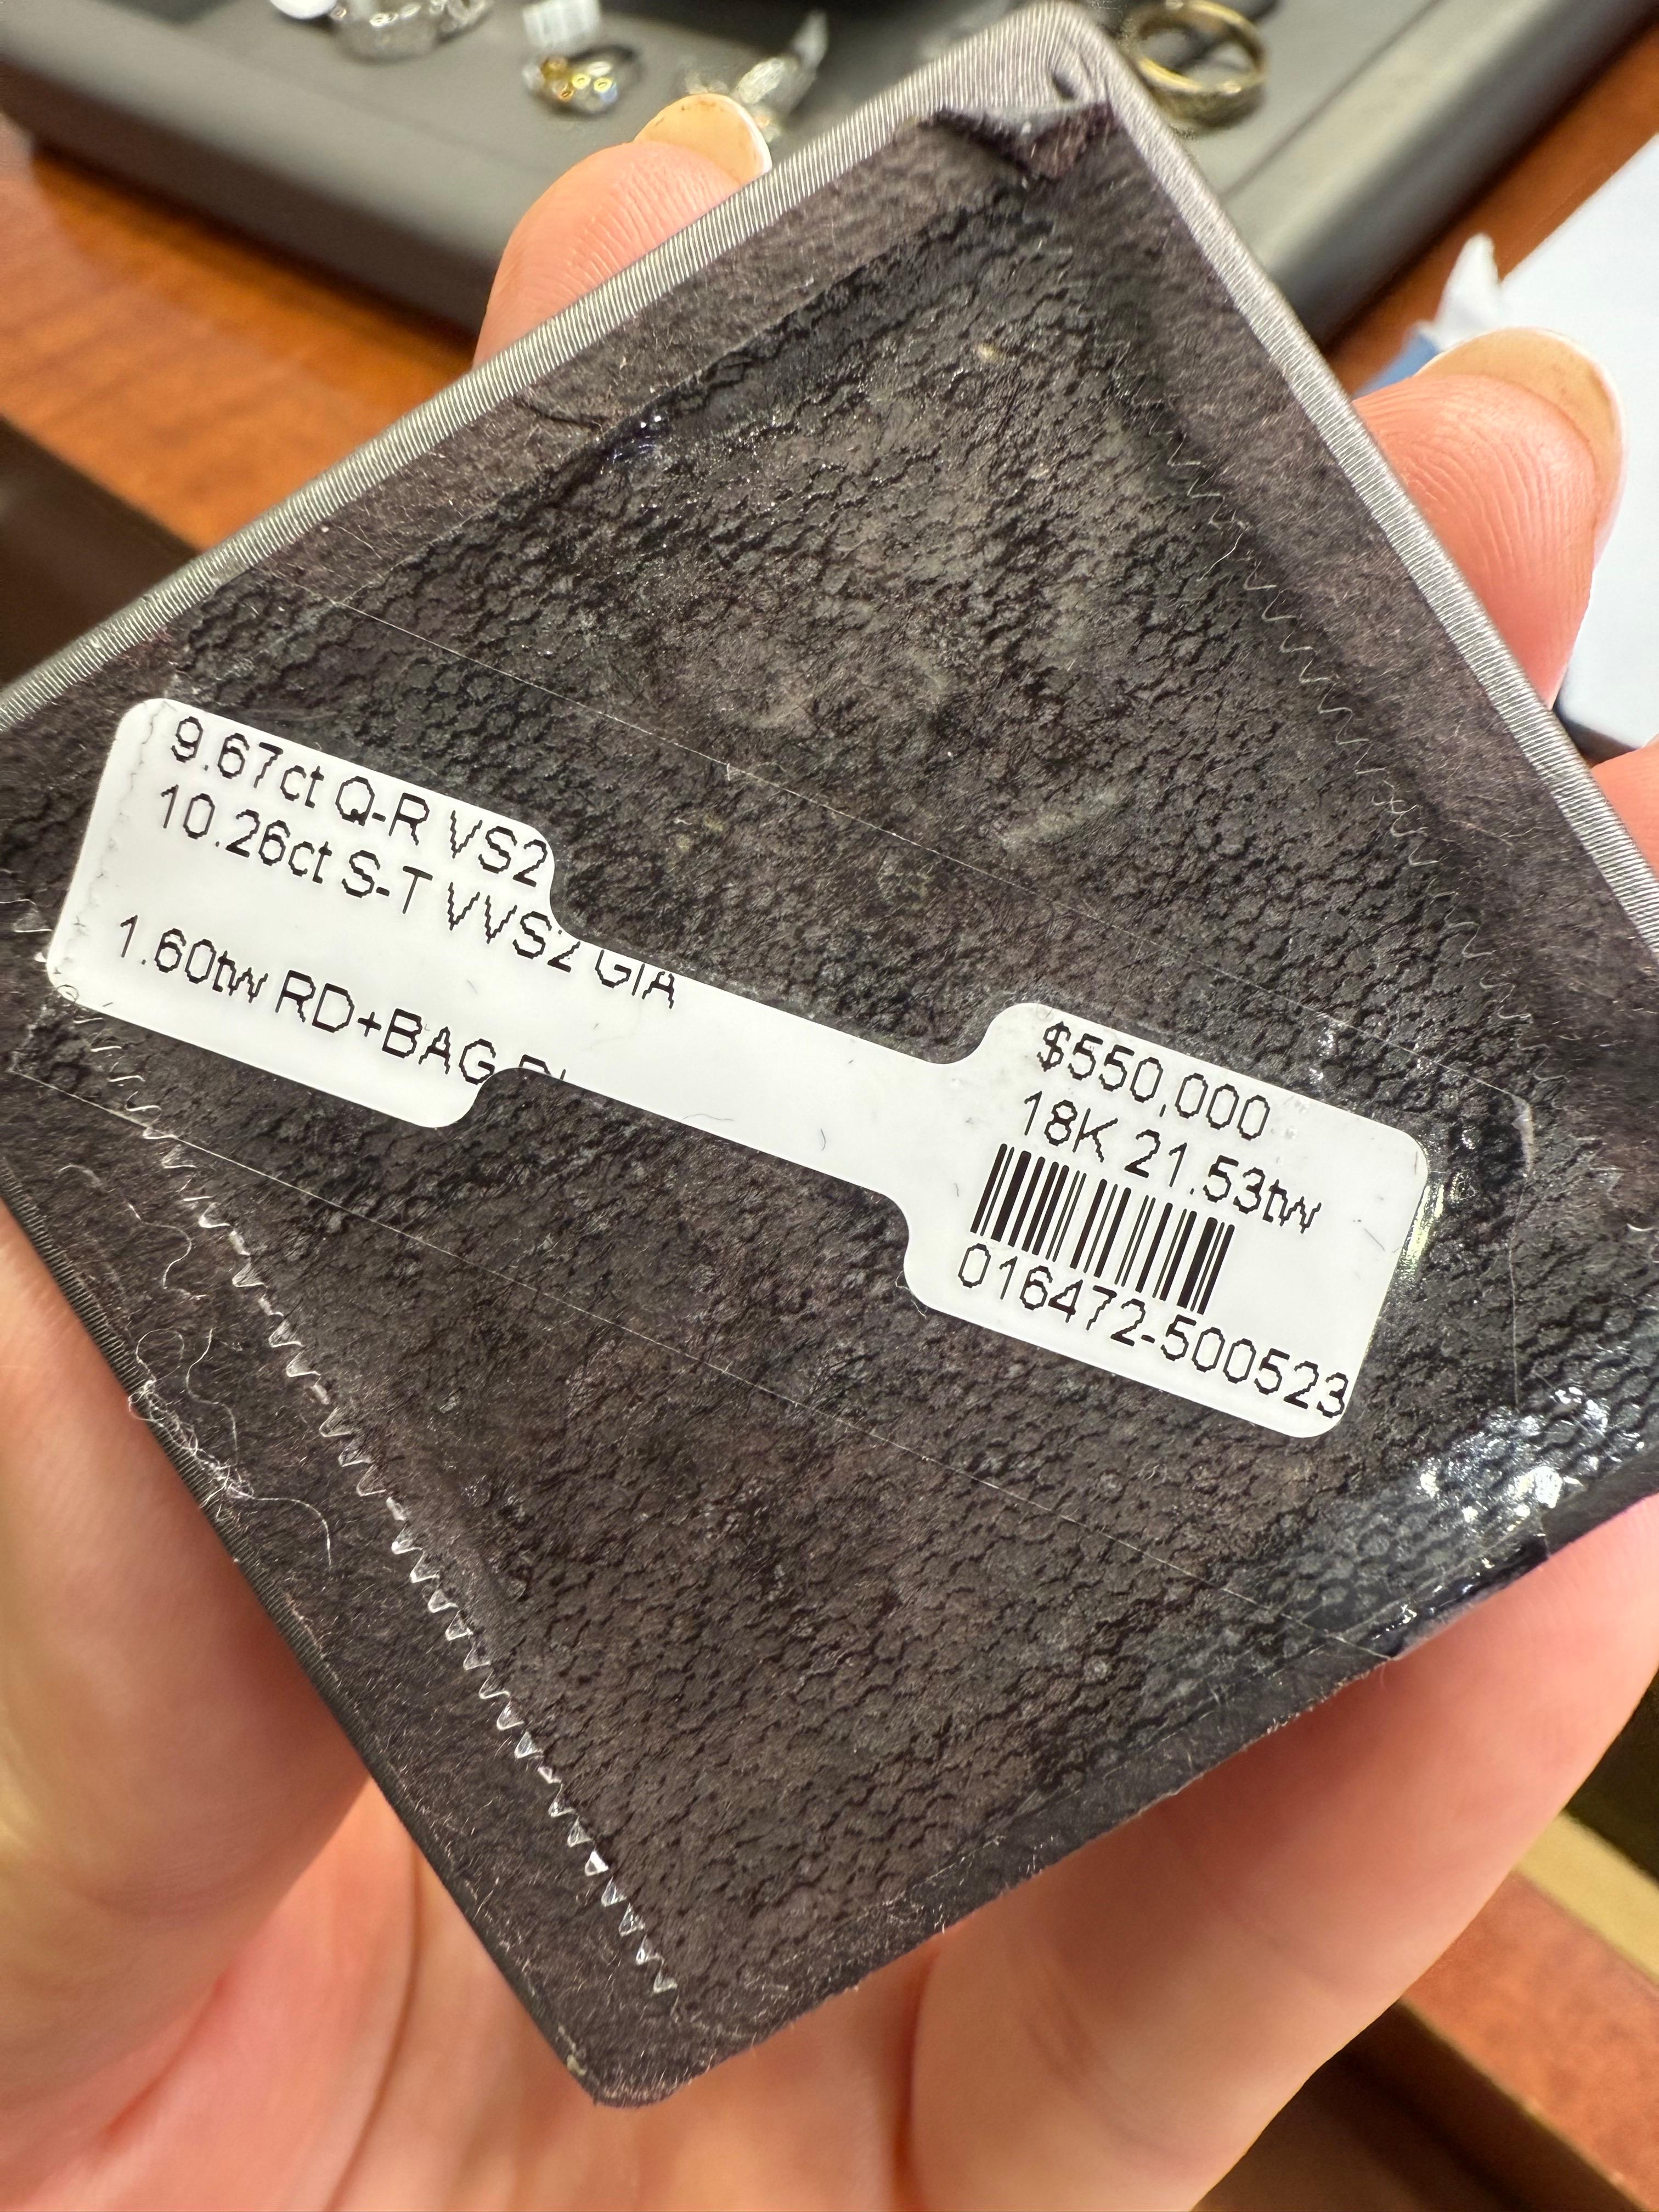 9.67ct Q-R VS2
10.26ct S-T VVS2 GIA
1.60tw RD+BAG
$550,000
18K 21.53tw
016472-500523